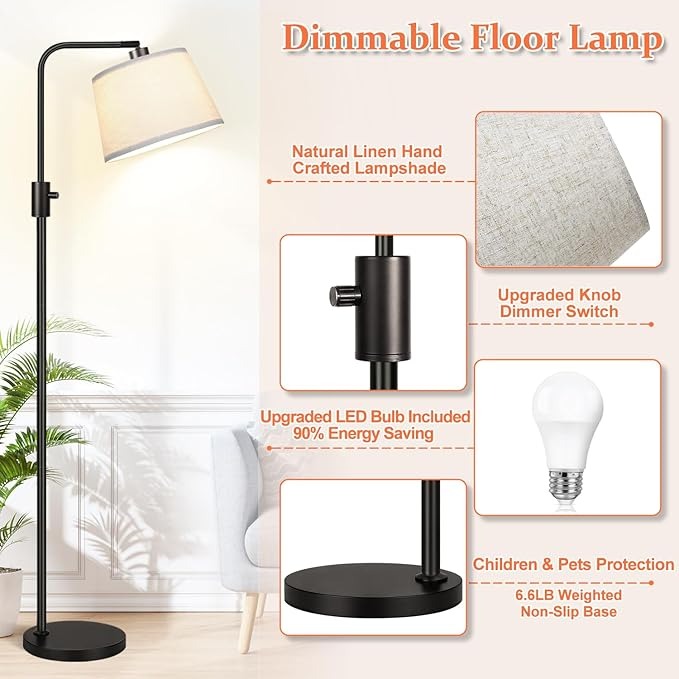 Dimmable Floor Lamp
Natural Linen Hand
Crafted Lampshade
Upgraded Knob
Dimmer Switch
Upgraded LED Bulb Included
90% Energy Saving
Children & Pets Protection
6.6LB Weighted
Non-Slip Base